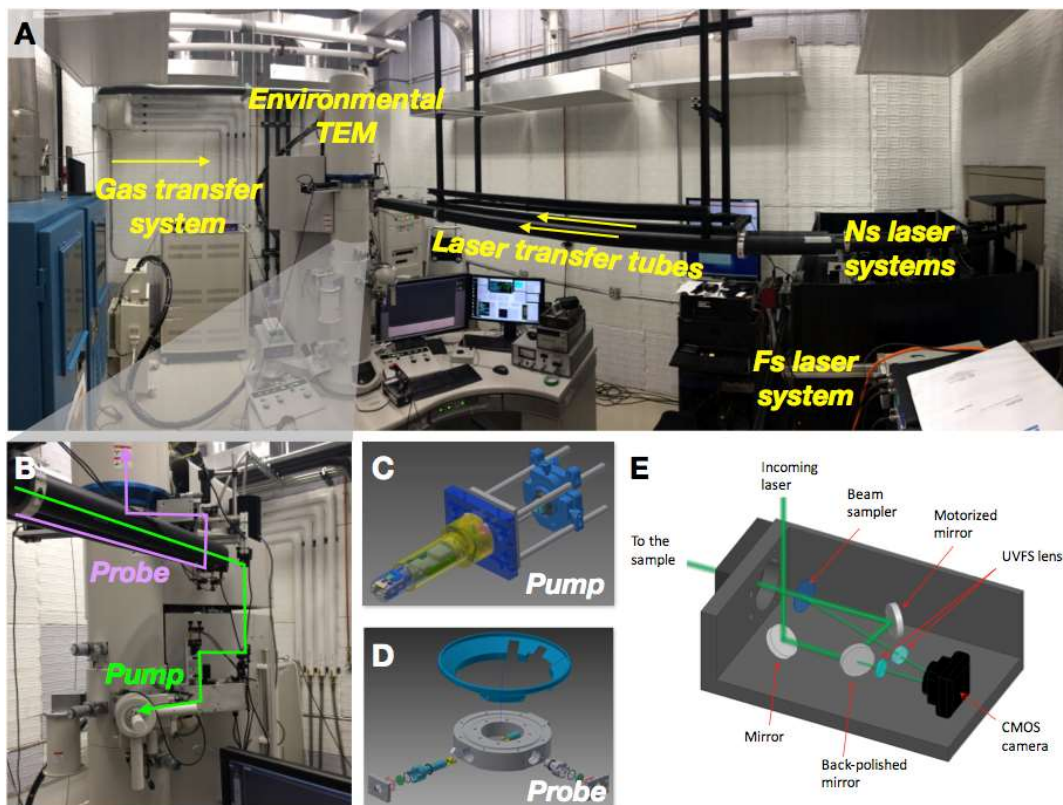 A
Environmental
TEM
Gas transfer
system
Laser transfer tubes
Ns laser
systems
Fs laser
system
B
Probe
Pump
C
Pump
D
Probe
E
Incoming
laser
Beam
sampler
Motorized
mirror
To the
sample
UVFS lens
Mirror
Back-polished
mirror
CMOS
camera